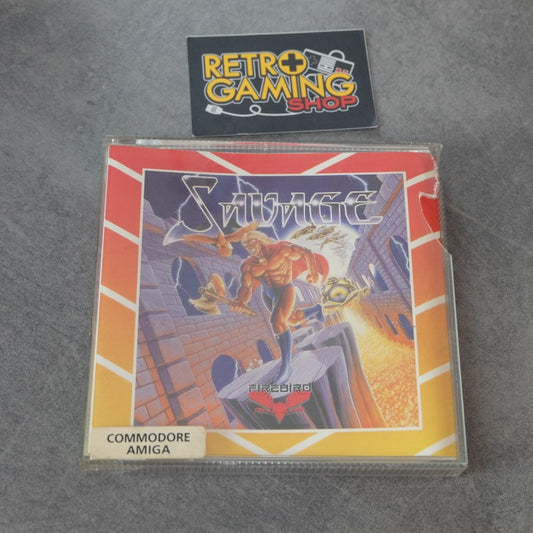 RETRO
GAMING
SHOP
SAVAGE
FIREBIRD
COMMODORE
AMIGA